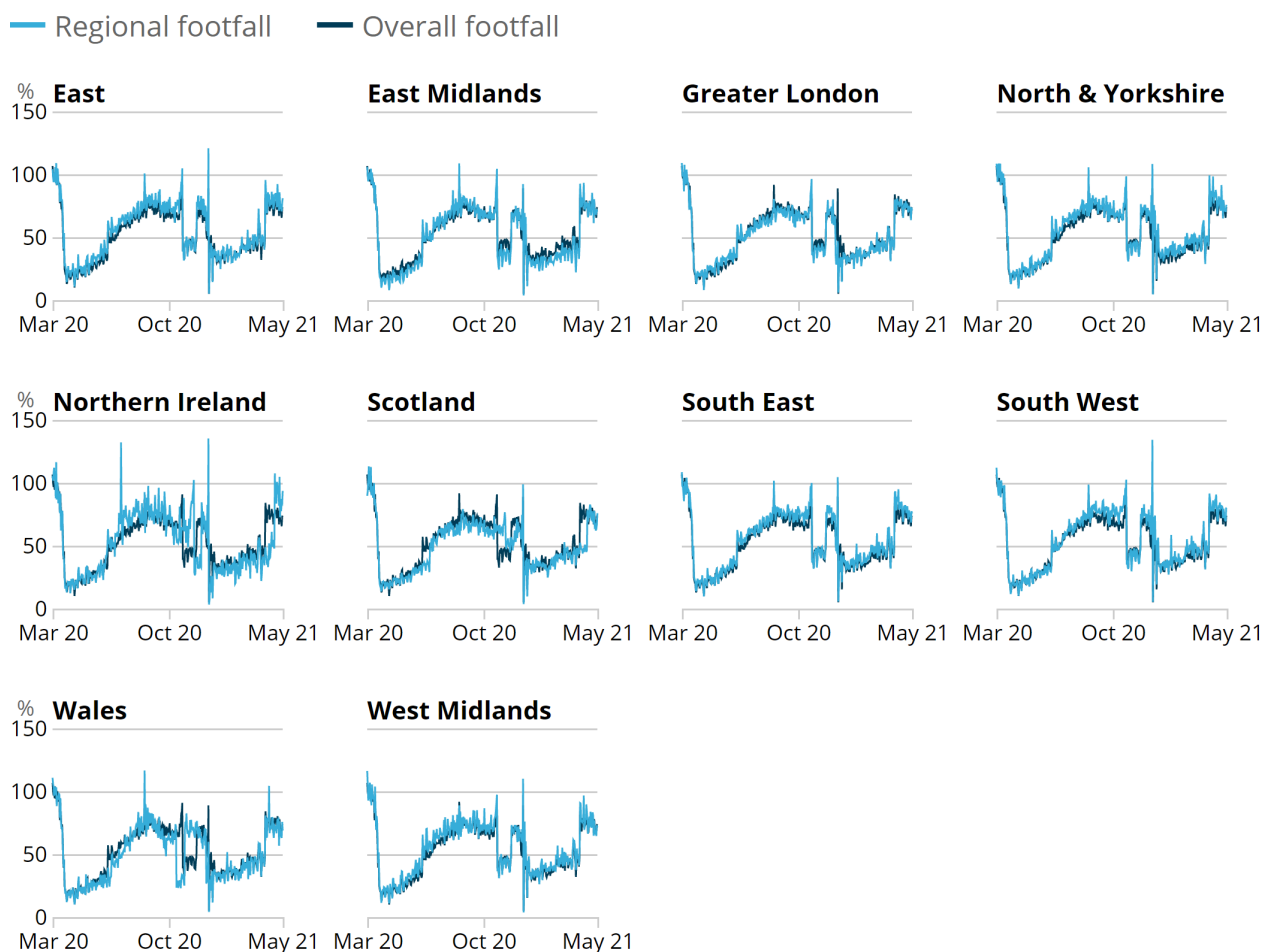 Regional footfall Overall footfall
% East East Midlands Greater London North & Yorkshire
150
100
50
0
Mar 20 Oct 20 May 21 Mar 20 Oct 20 May 21 Mar 20 Oct 20 May 21 Mar 20 Oct 20 May 21
% Northern Ireland Scotland South East South West
150
100
50
0
Mar 20 Oct 20 May 21 Mar 20 Oct 20 May 21 Mar 20 Oct 20 May 21 Mar 20 Oct 20 May 21
% Wales West Midlands
150
100
50
0
Mar 20 Oct 20 May 21 Mar 20 Oct 20 May 21